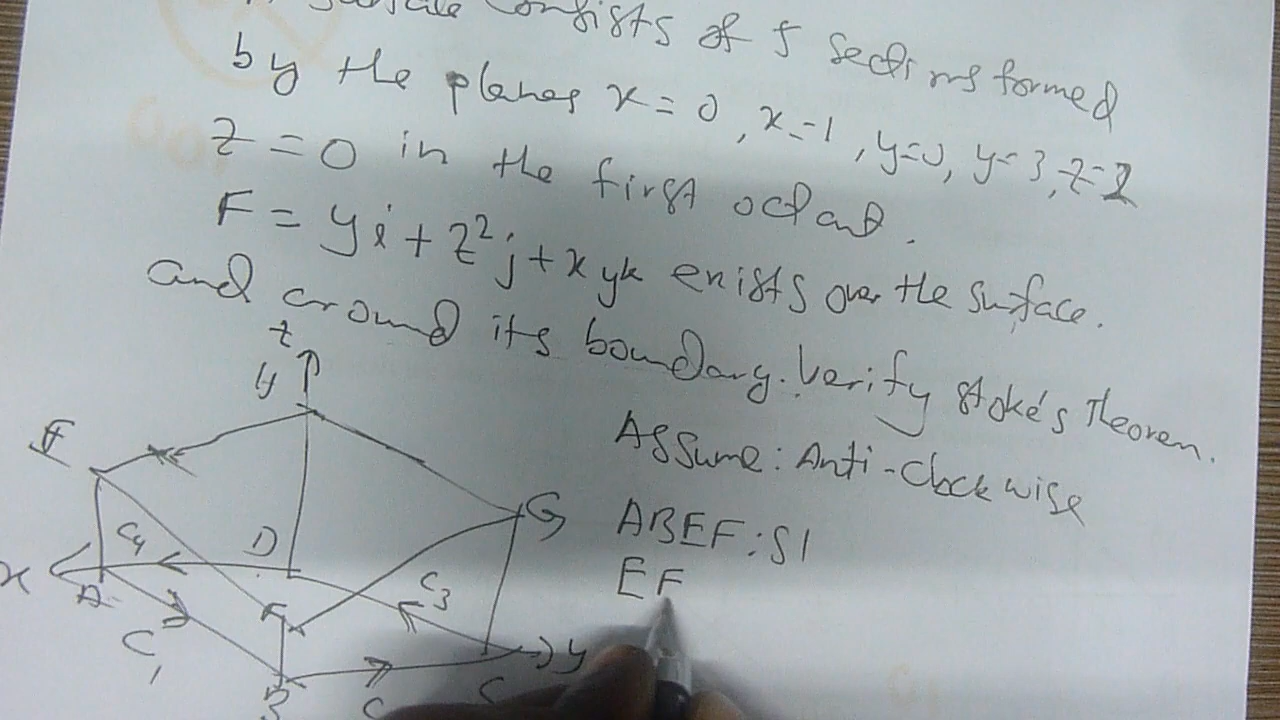 surface consists of 5 sections formed
by the planes x=0, x=1, y=0, y=3, z=2
z=0 in the first octant.
F = yi + z²j + xyk exists over the surface.
and around its boundary. Verify stoke's Theorem.
Assume: Anti-Clockwise
ABEF: S1
EF
z
H
F
G
C4
D
x
A
C3
E
C1
y
B
C
C